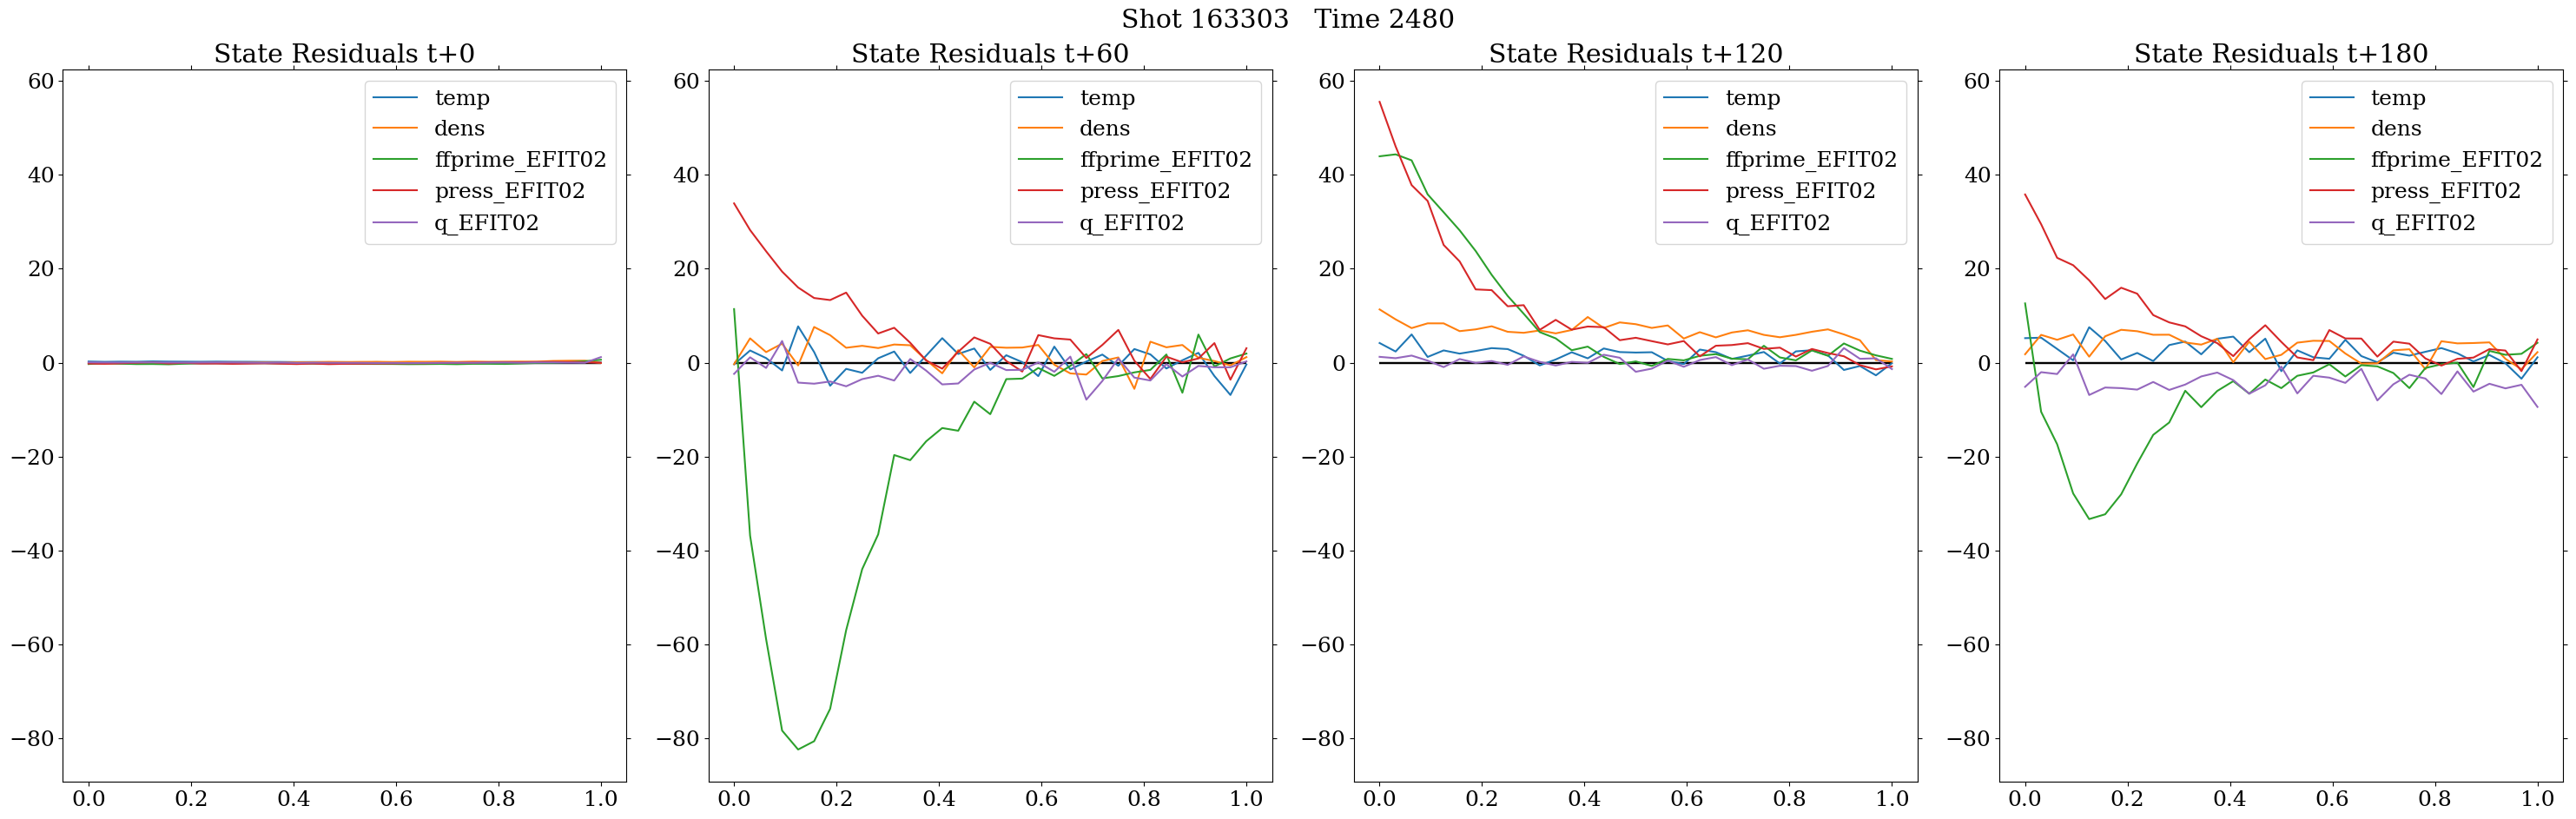 Shot 163303   Time 2480
State Residuals t+0
60
40
20
0
−20
−40
−60
−80
0.0 0.2 0.4 0.6 0.8 1.0
temp
dens
ffprime_EFIT02
press_EFIT02
q_EFIT02
State Residuals t+60
60
40
20
0
−20
−40
−60
−80
0.0 0.2 0.4 0.6 0.8 1.0
temp
dens
ffprime_EFIT02
press_EFIT02
q_EFIT02
State Residuals t+120
60
40
20
0
−20
−40
−60
−80
0.0 0.2 0.4 0.6 0.8 1.0
temp
dens
ffprime_EFIT02
press_EFIT02
q_EFIT02
State Residuals t+180
60
40
20
0
−20
−40
−60
−80
0.0 0.2 0.4 0.6 0.8 1.0
temp
dens
ffprime_EFIT02
press_EFIT02
q_EFIT02